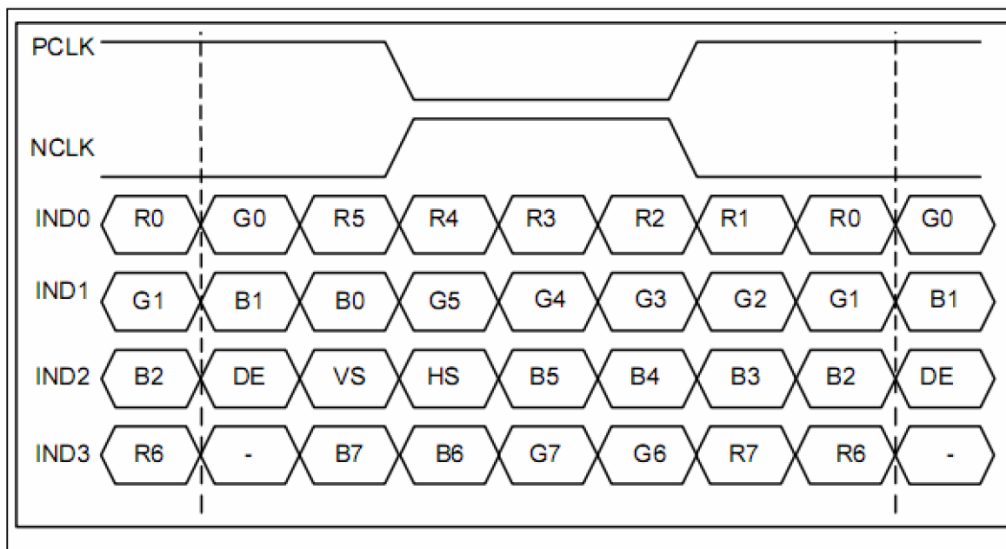 PCLK
NCLK
IND0 R0 G0 R5 R4 R3 R2 R1 R0 G0
IND1 G1 B1 B0 G5 G4 G3 G2 G1 B1
IND2 B2 DE VS HS B5 B4 B3 B2 DE
IND3 R6 - B7 B6 G7 G6 R7 R6 -